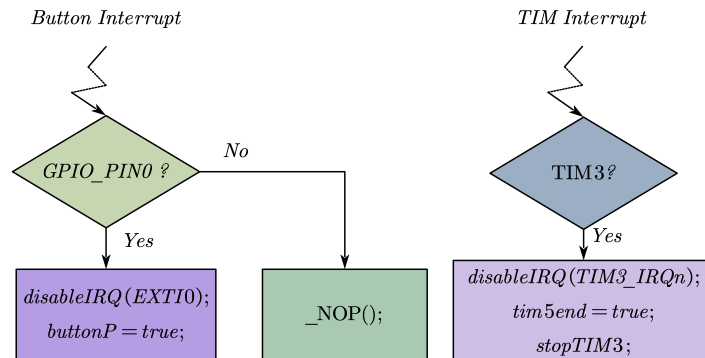 Button Interrupt
TIM Interrupt
GPIO_PIN0 ?
No
TIM3?
Yes
Yes
disableIRQ(EXTI0);
buttonP = true;
_NOP();
disableIRQ(TIM3_IRQn);
tim5end = true;
stopTIM3;